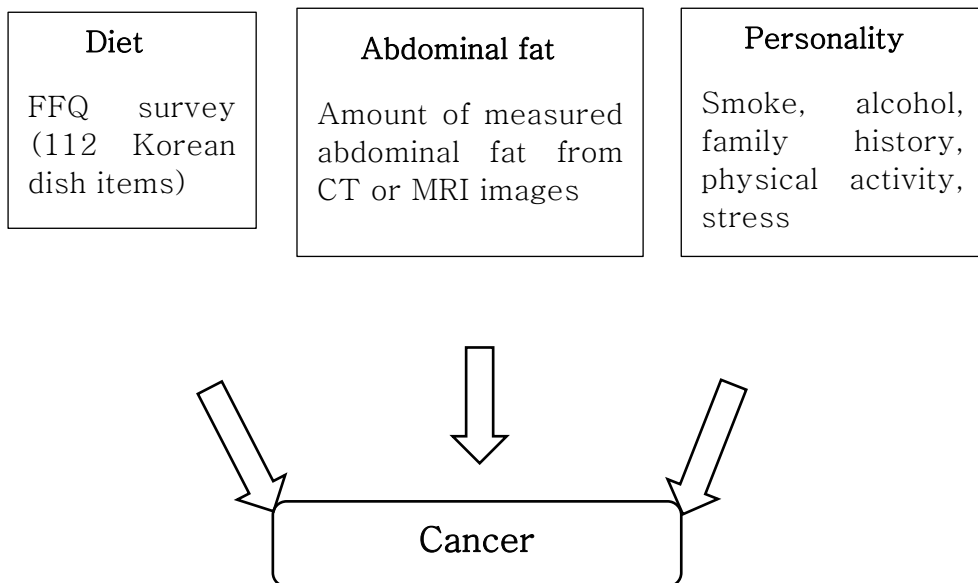 Diet
FFQ survey
(112 Korean
dish items)
Abdominal fat
Amount of measured
abdominal fat from
CT or MRI images
Personality
Smoke, alcohol,
family history,
physical activity,
stress
Cancer